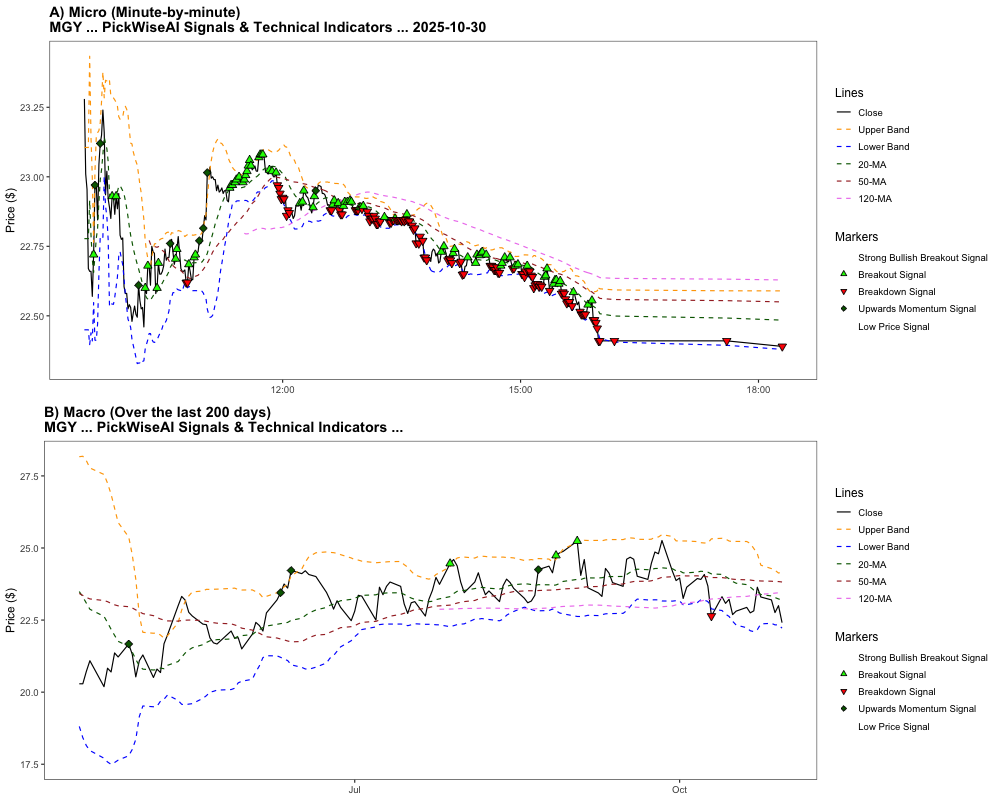 A) Micro (Minute-by-minute)
MGY ... PickWiseAI Signals & Technical Indicators ... 2025-10-30
Price ($)
23.25
23.00
22.75
22.50
12:00
15:00
18:00
Lines
Close
Upper Band
Lower Band
20-MA
50-MA
120-MA
Markers
Strong Bullish Breakout Signal
Breakout Signal
Breakdown Signal
Upwards Momentum Signal
Low Price Signal
B) Macro (Over the last 200 days)
MGY ... PickWiseAI Signals & Technical Indicators ...
Price ($)
27.5
25.0
22.5
20.0
17.5
Jul
Oct
Lines
Close
Upper Band
Lower Band
20-MA
50-MA
120-MA
Markers
Strong Bullish Breakout Signal
Breakout Signal
Breakdown Signal
Upwards Momentum Signal
Low Price Signal